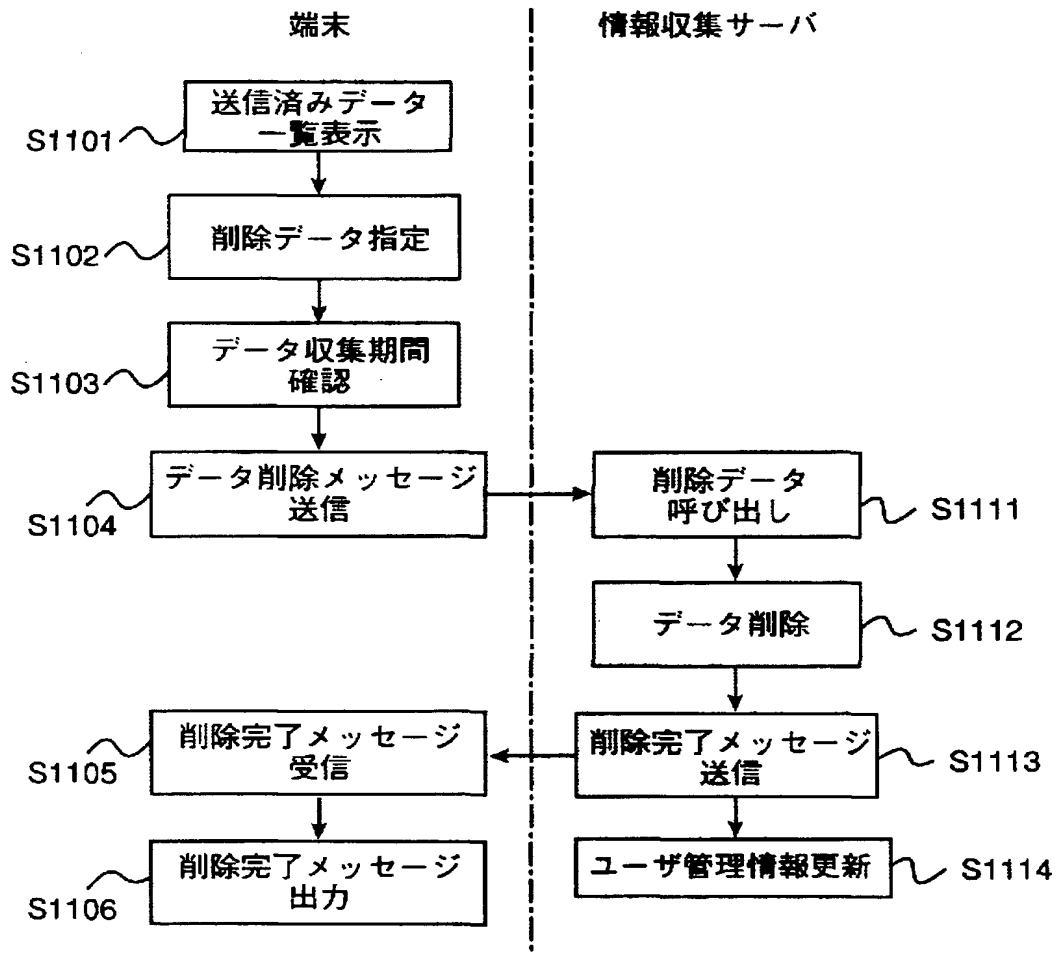 端末
情報収集サーバ
送信済みデータ
一覧表示
S1101
削除データ指定
S1102
データ収集期間
確認
S1103
データ削除メッセージ
送信
S1104
削除データ
呼び出し
S1111
データ削除
S1112
削除完了メッセージ
送信
S1113
削除完了メッセージ
受信
S1105
ユーザ管理情報更新
S1114
削除完了メッセージ
出力
S1106